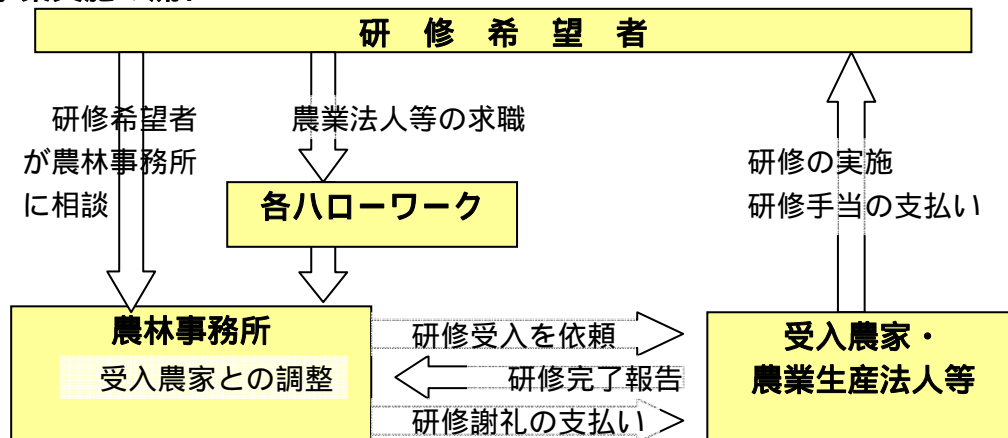 研修希望者
研修希望者
が農林事務所
に相談
農業法人等の求職
研修の実施
研修手当の支払い
各ハローワーク
農林事務所
受入農家との調整
研修受入を依頼
研修完了報告
研修謝礼の支払い
受入農家・
農業生産法人等